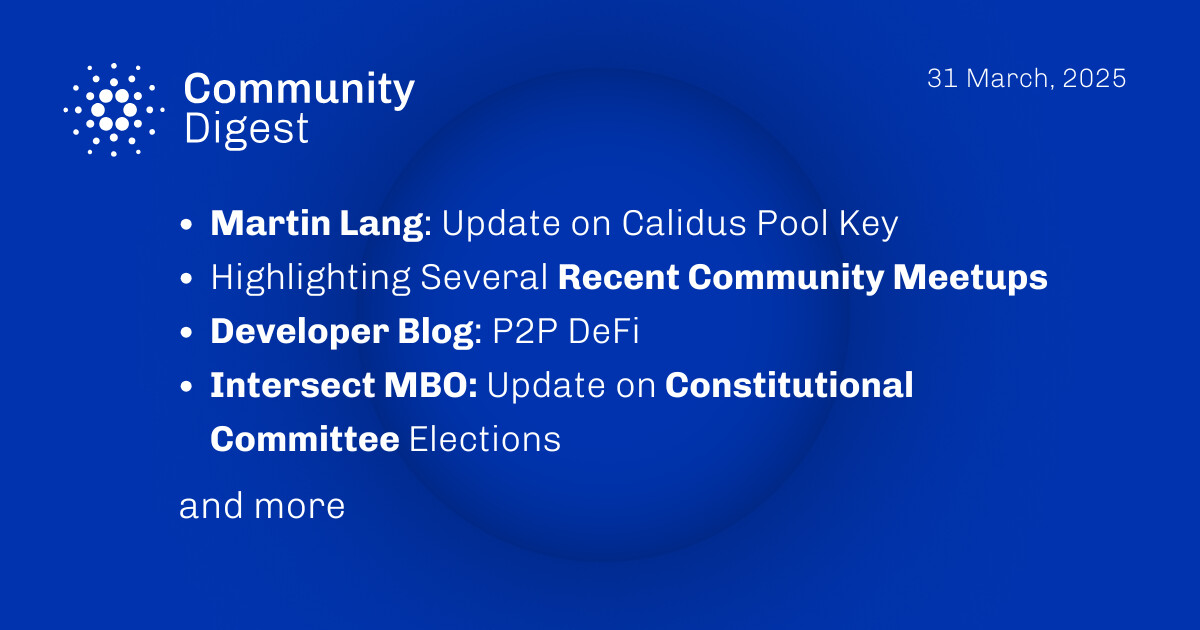 Community
Digest
31 March, 2025
• Martin Lang: Update on Calidus Pool Key
• Highlighting Several Recent Community Meetups
• Developer Blog: P2P DeFi
• Intersect MBO: Update on Constitutional
Committee Elections
and more